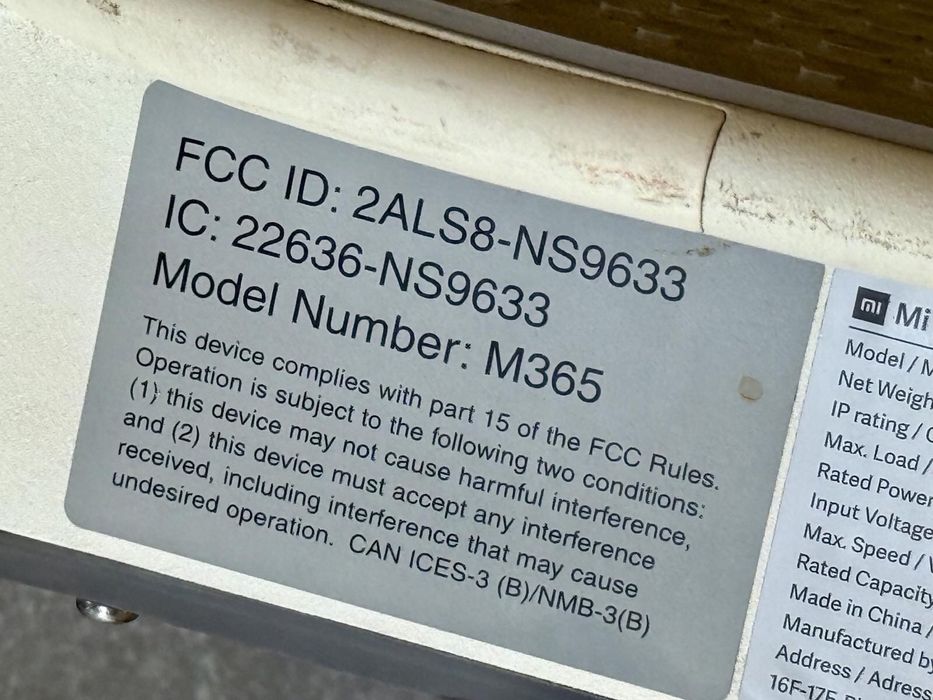 FCC ID: 2ALS8-NS9633
IC: 22636-NS9633
Model Number: M365
This device complies with part 15 of the FCC Rules.
Operation is subject to the following two conditions:
(1) this device may not cause harmful interference,
and (2) this device must accept any interference
received, including interference that may cause
undesired operation. CAN ICES-3 (B)/NMB-3(B)
mi Mi
Model / M
Net Weigh
IP rating /
Max. Load /
Rated Power
Input Voltage
Max. Speed / V
Rated Capacity
Made in China /
Manufactured by
Address / Adress
16F-17F,